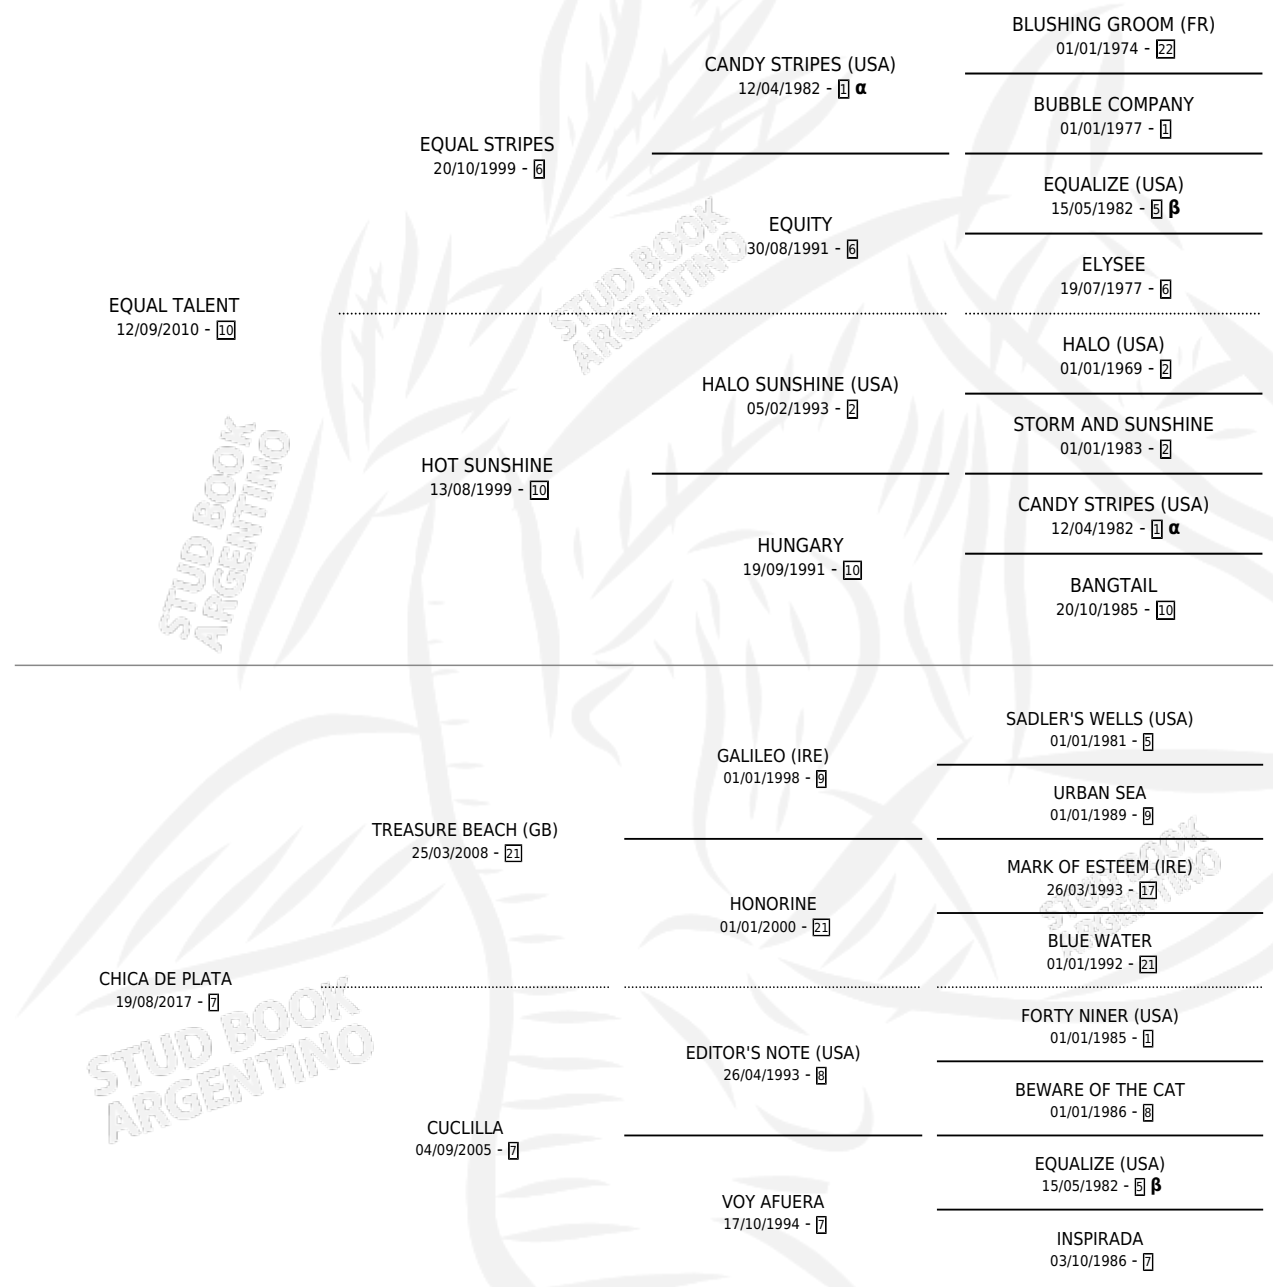 BLUSHING GROOM (FR)
01/01/1974 - 22
CANDY STRIPES (USA)
12/04/1982 - 1 α
BUBBLE COMPANY
01/01/1977 - 1
EQUAL STRIPES
20/10/1999 - 6
EQUALIZE (USA)
15/05/1982 - 5 β
EQUITY
30/08/1991 - 6
ELYSEE
19/07/1977 - 6
EQUAL TALENT
12/09/2010 - 10
HALO (USA)
01/01/1969 - 2
HALO SUNSHINE (USA)
05/02/1993 - 2
STORM AND SUNSHINE
01/01/1983 - 2
HOT SUNSHINE
13/08/1999 - 10
CANDY STRIPES (USA)
12/04/1982 - 1 α
HUNGARY
19/09/1991 - 10
BANGTAIL
20/10/1985 - 10
STUD BOOK
ARGENTINO
STUD BOOK
ARGENTINO
SADLER'S WELLS (USA)
01/01/1981 - 5
GALILEO (IRE)
01/01/1998 - 9
URBAN SEA
01/01/1989 - 9
TREASURE BEACH (GB)
25/03/2008 - 21
MARK OF ESTEEM (IRE)
26/03/1993 - 17
HONORINE
01/01/2000 - 21
BLUE WATER
01/01/1992 - 21
CHICA DE PLATA
19/08/2017 - 7
FORTY NINER (USA)
01/01/1985 - 1
EDITOR'S NOTE (USA)
26/04/1993 - 8
BEWARE OF THE CAT
01/01/1986 - 8
CUCLILLA
04/09/2005 - 7
EQUALIZE (USA)
15/05/1982 - 5 β
VOY AFUERA
17/10/1994 - 7
INSPIRADA
03/10/1986 - 7
STUD BOOK
ARGENTINO
STUD BOOK
ARGENTINO